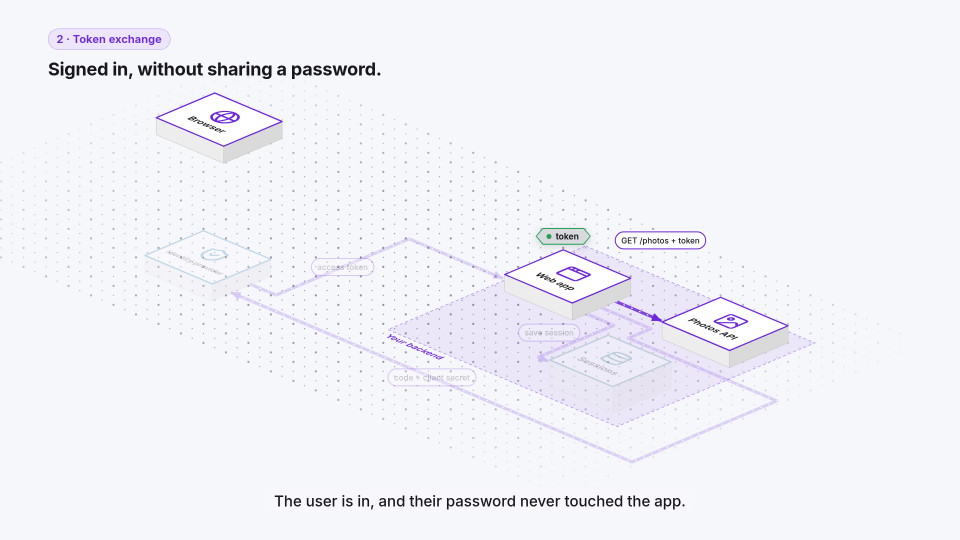 2 · Token exchange
Signed in, without sharing a password.
Browser
token
GET /photos + token
Identity provider
access token
Web app
Photos API
save session
Your backend
Sessions
code + client secret
The user is in, and their password never touched the app.